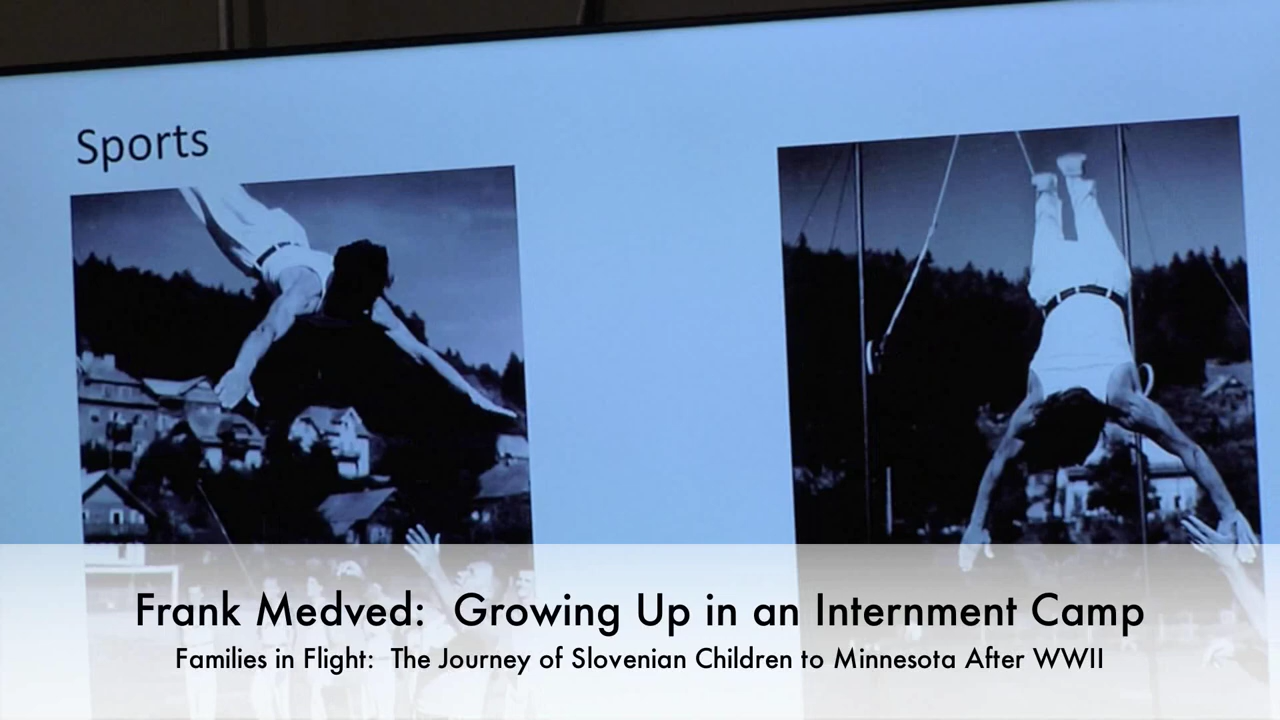 Sports
Frank Medved: Growing Up in an Internment Camp
Families in Flight: The Journey of Slovenian Children to Minnesota After WWII